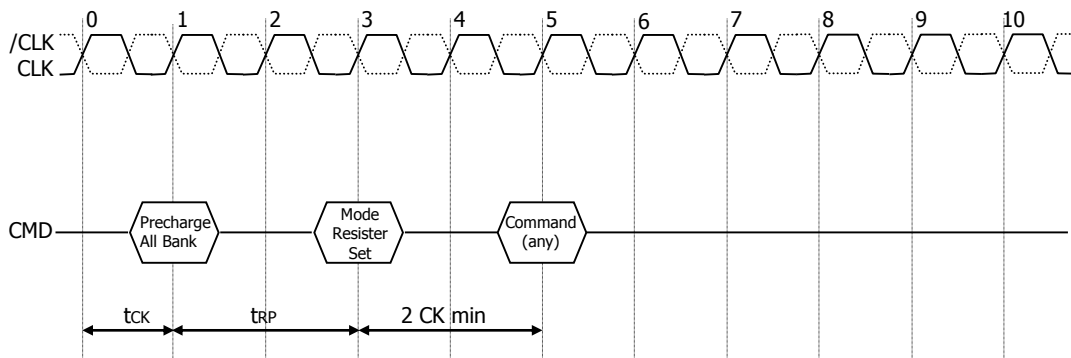 0 1 2 3 4 5 6 7 8 9 10
/CLK
CLK
CMD
Precharge
All Bank
Mode
Resister
Set
Command
(any)
tCK
tRP
2 CK min